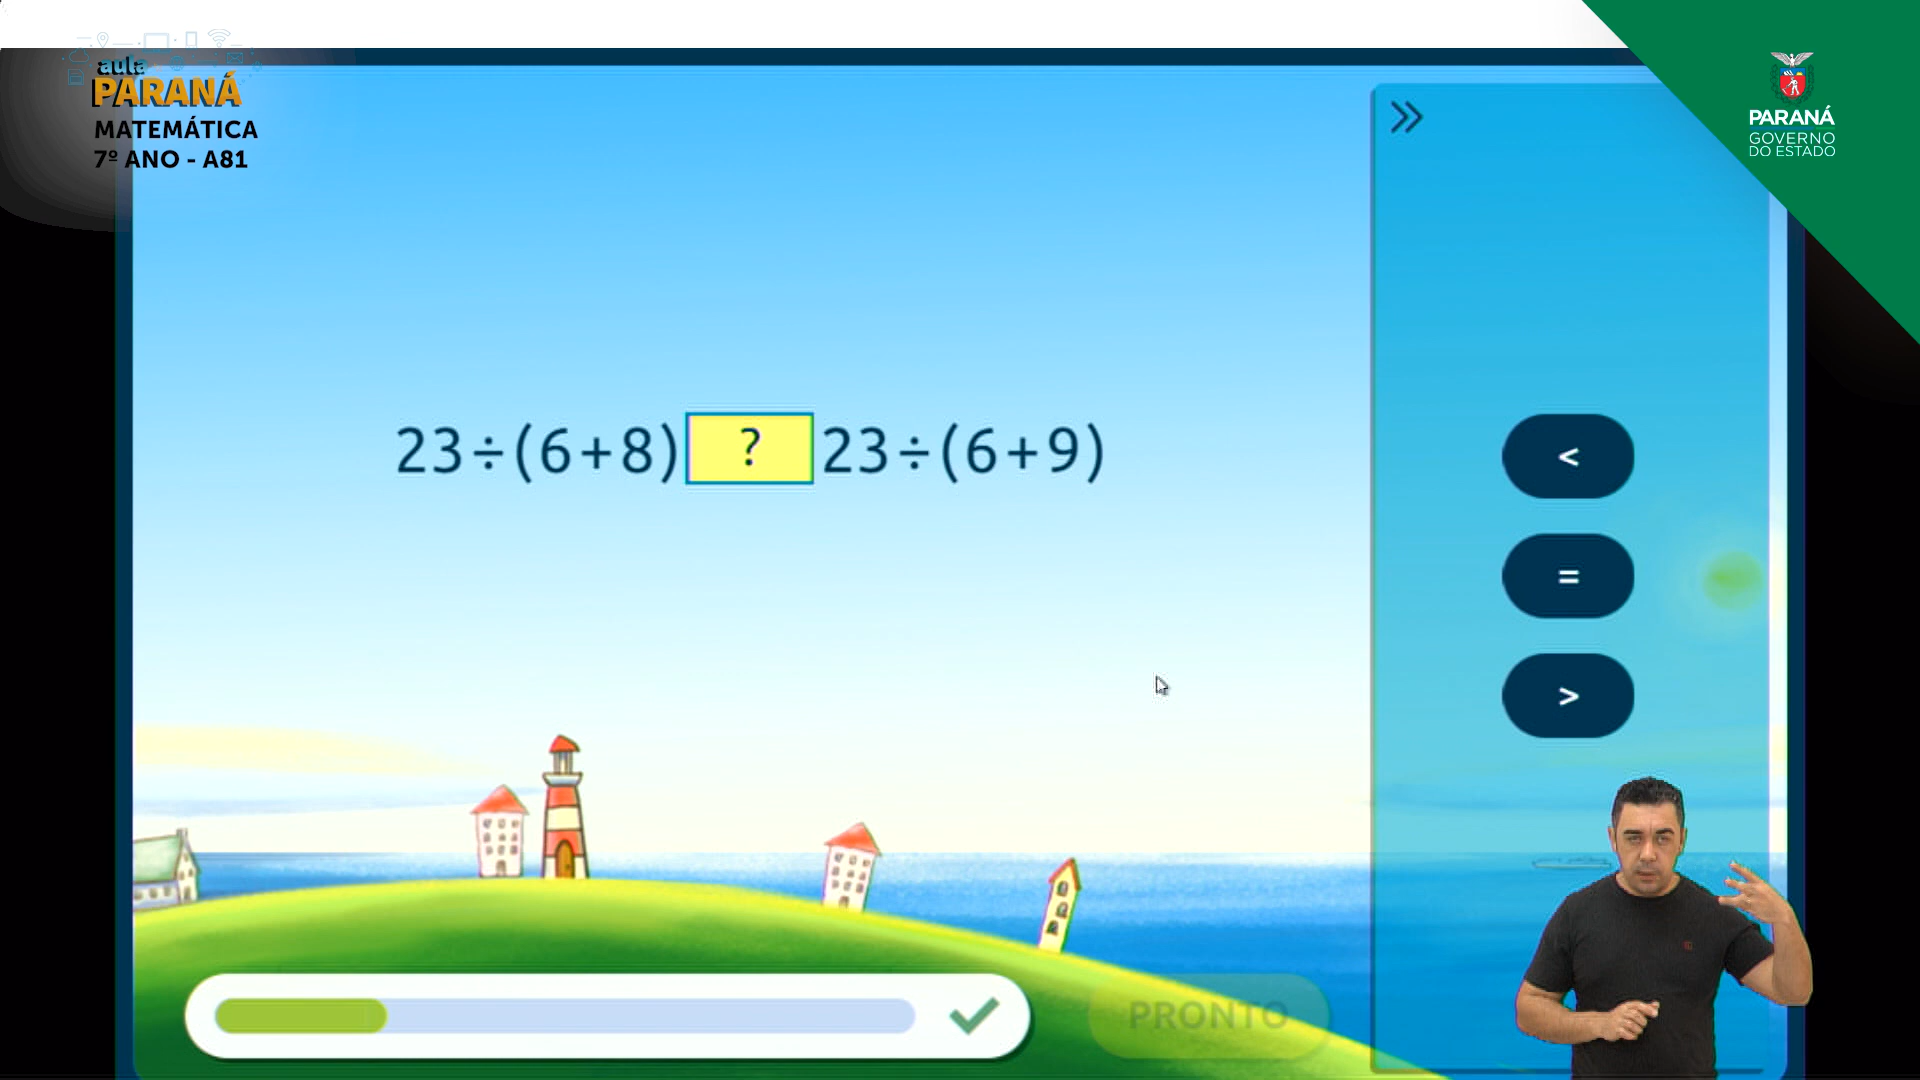 aula
PARANÁ
MATEMÁTICA
7º ANO - A81
PARANÁ
GOVERNO
DO ESTADO
23÷(6+8) ? 23÷(6+9)
<
=
>
PRONTO